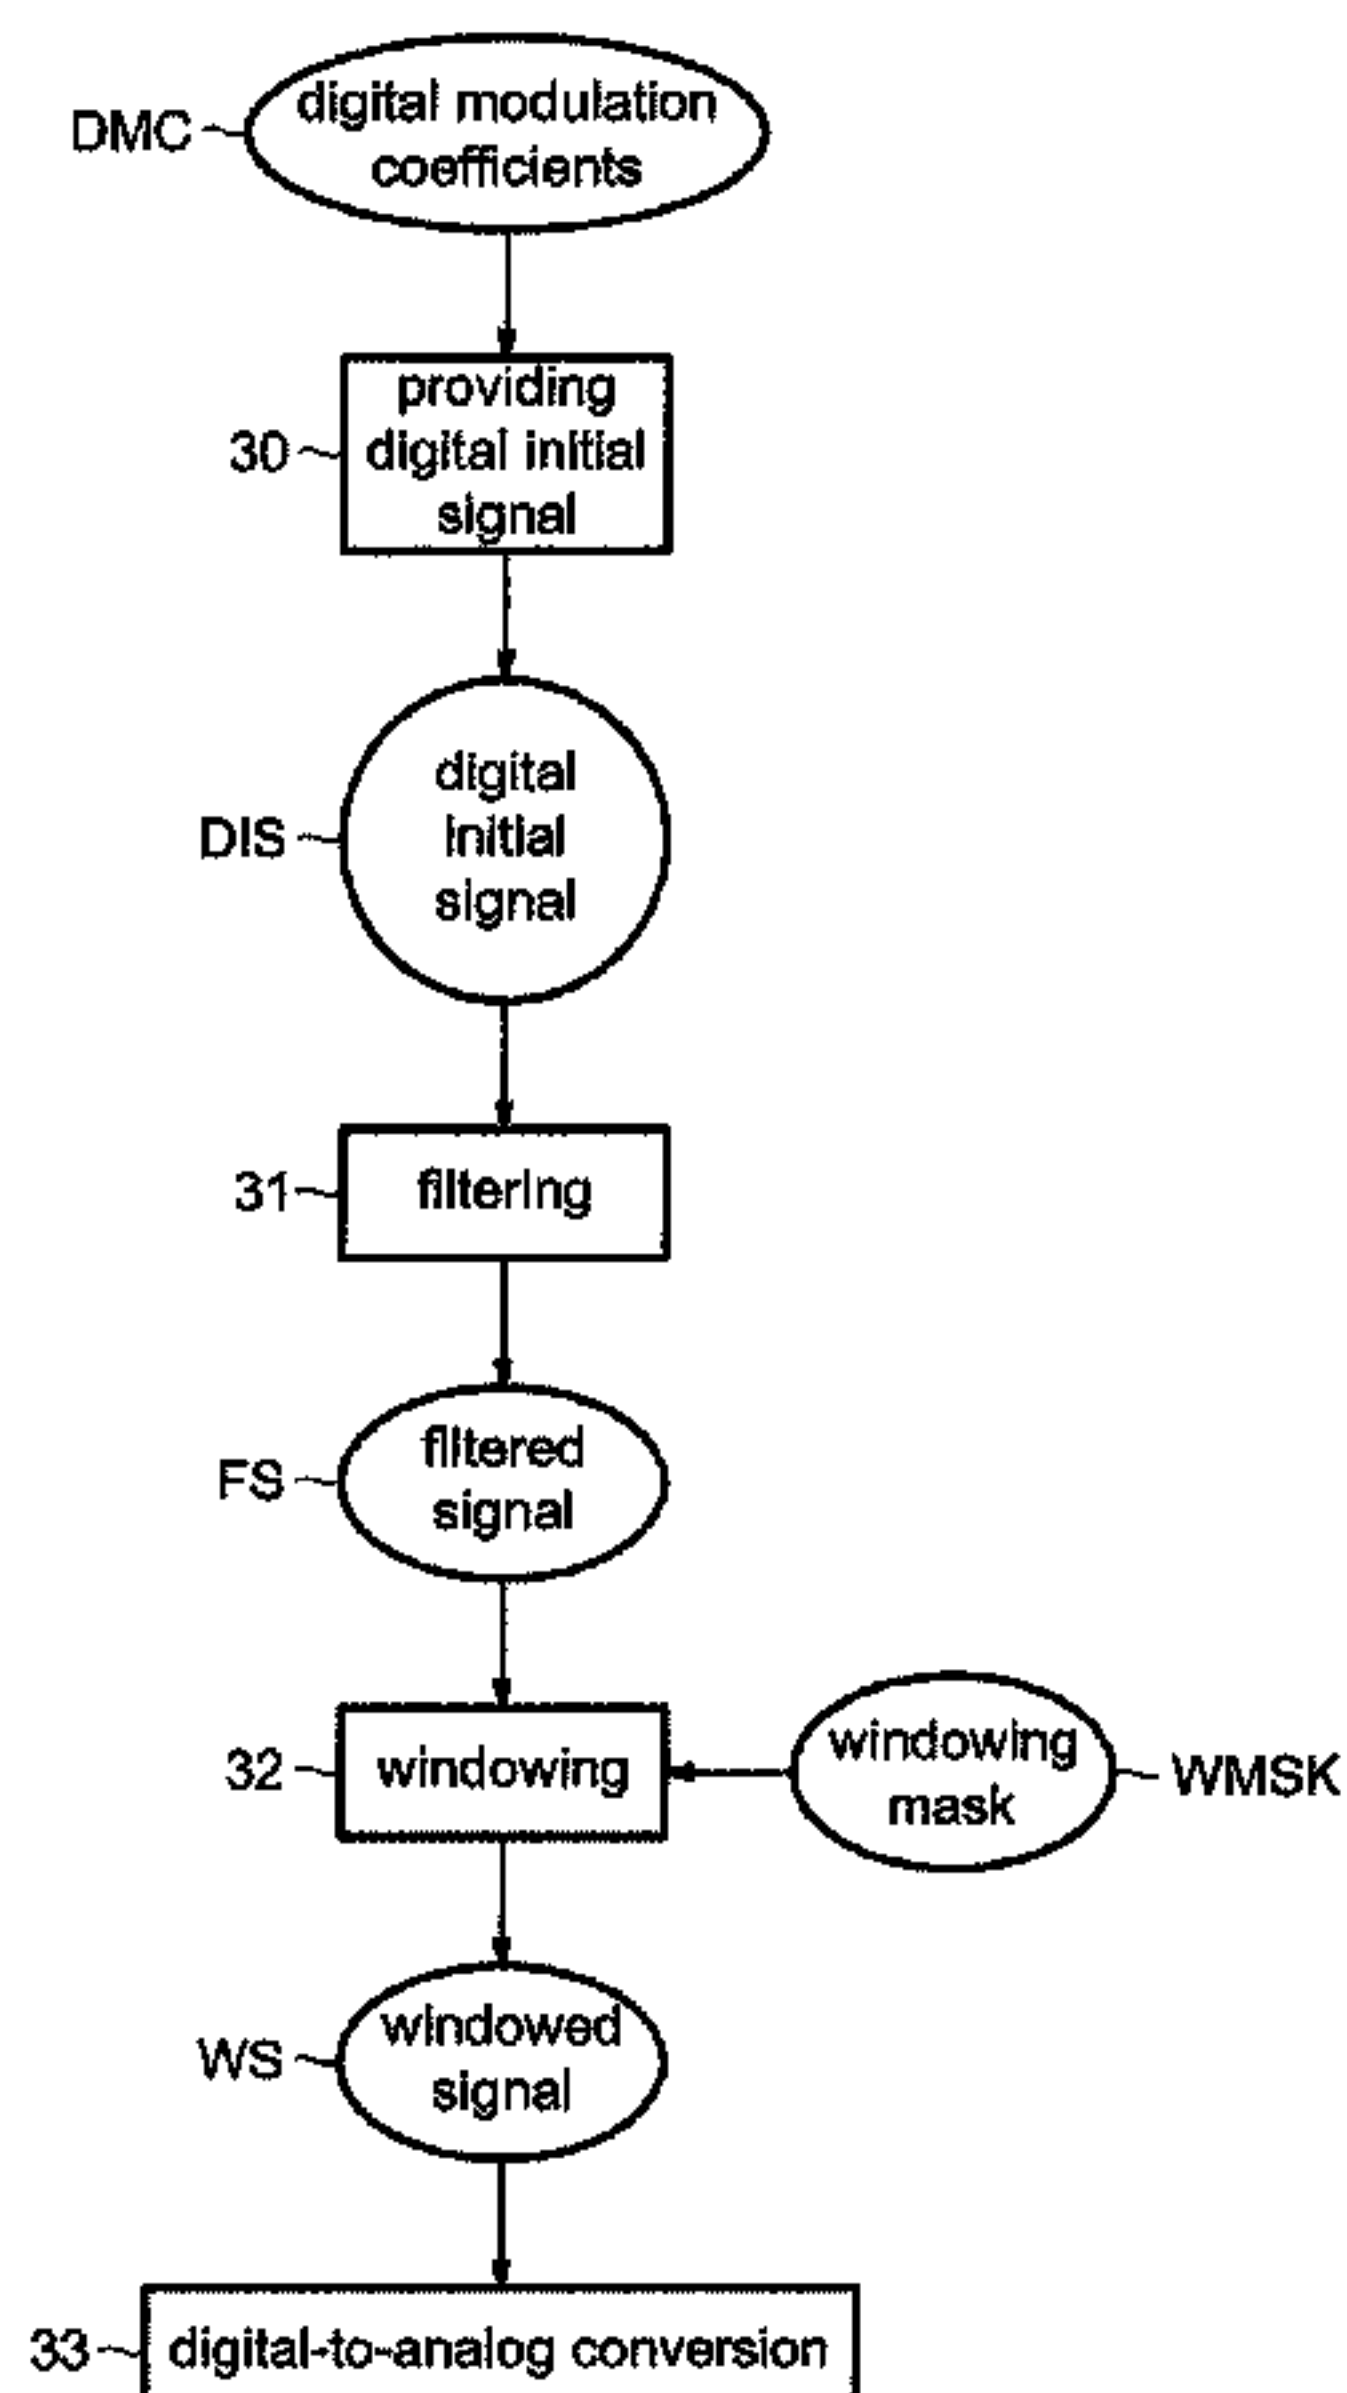 digital modulation
DMC
coefficients
providing
30 digital initial
signal
digital
DIS initial
signal
31 filtering
filtered
FS
signal
32 windowing
windowing
mask
WMSK
windowed
WS
signal
33 digital-to-analog conversion